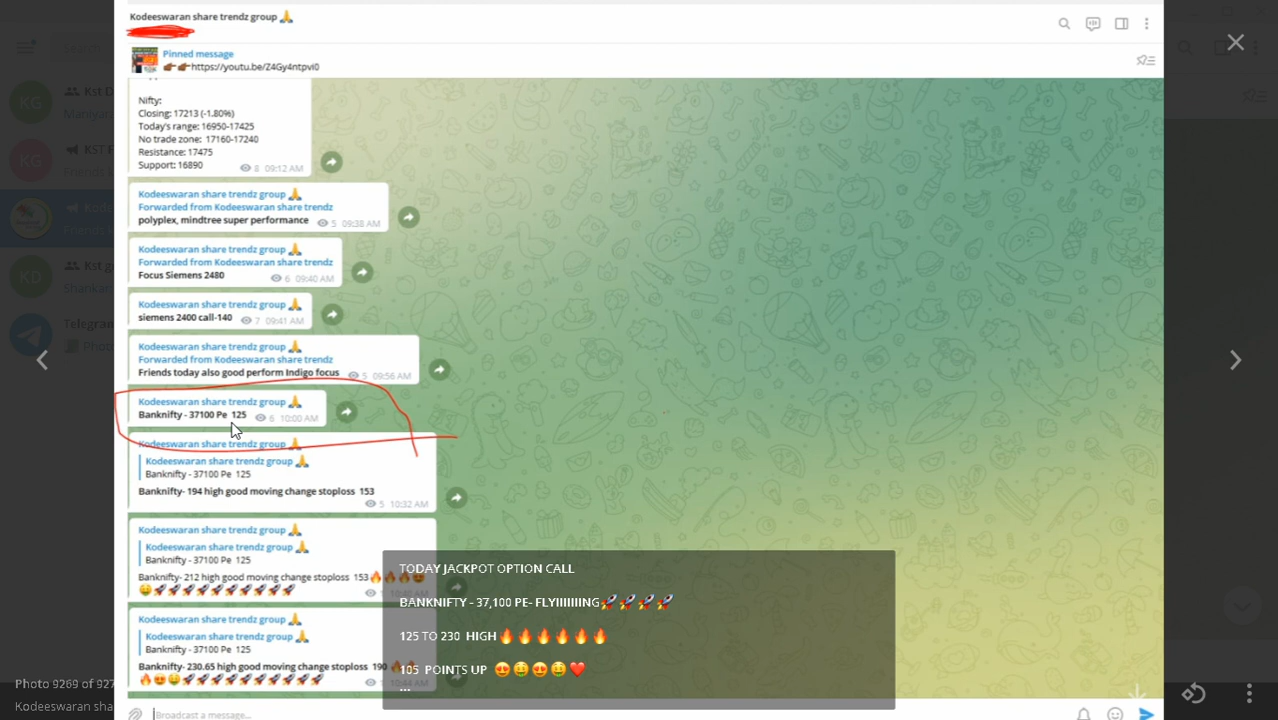 Kodeeswaran share trendz group 🙏
Pinned message
👉🏾👉🏾https://youtu.be/Z4Gy4ntpvi0
Search
Nifty:
Closing: 17213 (-1.80%)
Today's range: 16950-17425
No trade zone: 17160-17240
Resistance: 17475
Support: 16890
8 09:12 AM
Kodeeswaran share trendz group 🙏
Forwarded from Kodeeswaran share trendz
polyplex, mindtree super performance
5 09:38 AM
Kodeeswaran share trendz group 🙏
Forwarded from Kodeeswaran share trendz
Focus Siemens 2480
6 09:40 AM
Kodeeswaran share trendz group 🙏
siemens 2400 call-140
7 09:41 AM
Kodeeswaran share trendz group 🙏
Forwarded from Kodeeswaran share trendz
Friends today also good perform Indigo focus
5 09:56 AM
Kodeeswaran share trendz group 🙏
Banknifty - 37100 Pe 125
6 10:00 AM
Kodeeswaran share trendz group 🙏
Kodeeswaran share trendz group 🙏
Banknifty - 37100 Pe 125
Banknifty- 194 high good moving change stoploss 153
5 10:32 AM
Kodeeswaran share trendz group 🙏
Kodeeswaran share trendz group 🙏
Banknifty - 37100 Pe 125
Banknifty- 212 high good moving change stoploss 153🔥🔥🔥😍
🤑🚀🚀🚀🚀🚀🚀🚀🚀🚀🚀
Kodeeswaran share trendz group 🙏
Kodeeswaran share trendz group 🙏
Banknifty - 37100 Pe 125
Banknifty- 230.65 high good moving change stoploss 190 🔥🔥
🔥😍🤑🚀🚀🚀🚀🚀🚀🚀🚀🚀🚀
TODAY JACKPOT OPTION CALL
BANKNIFTY - 37,100 PE- FLYIIIIIIING🚀🚀🚀🚀
125 TO 230 HIGH🔥🔥🔥🔥🔥🔥
105 POINTS UP 😍🤑😍🤑❤️
...
Broadcast a message...
KG
KG
KD
Telegram
Photo 9269 of 927
Kodeeswaran sha